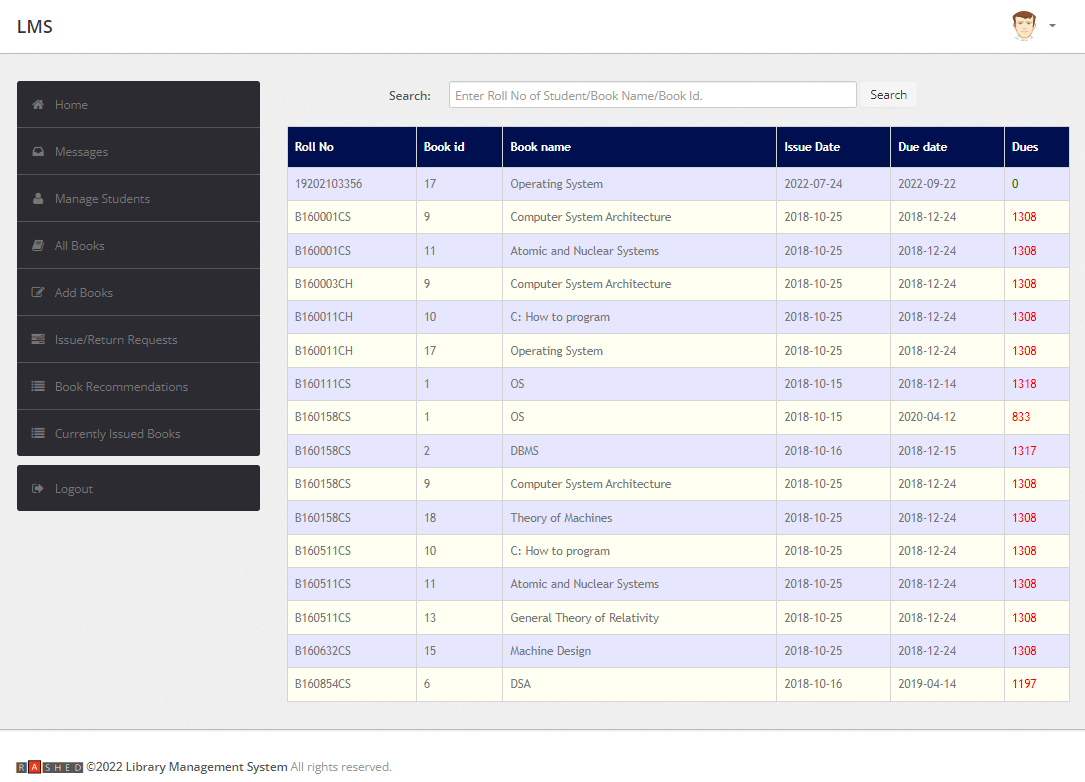 LMS
Home
Messages
Manage Students
All Books
Add Books
Issue/Return Requests
Book Recommendations
Currently Issued Books
Logout
Search: Enter Roll No of Student/Book Name/Book Id. Search
Roll No Book id Book name Issue Date Due date Dues
19202103356 17 Operating System 2022-07-24 2022-09-22 0
B160001CS 9 Computer System Architecture 2018-10-25 2018-12-24 1308
B160001CS 11 Atomic and Nuclear Systems 2018-10-25 2018-12-24 1308
B160003CH 9 Computer System Architecture 2018-10-25 2018-12-24 1308
B160011CH 10 C: How to program 2018-10-25 2018-12-24 1308
B160011CH 17 Operating System 2018-10-25 2018-12-24 1308
B160111CS 1 OS 2018-10-15 2018-12-14 1318
B160158CS 1 OS 2018-10-15 2020-04-12 833
B160158CS 2 DBMS 2018-10-16 2018-12-15 1317
B160158CS 9 Computer System Architecture 2018-10-25 2018-12-24 1308
B160158CS 18 Theory of Machines 2018-10-25 2018-12-24 1308
B160511CS 10 C: How to program 2018-10-25 2018-12-24 1308
B160511CS 11 Atomic and Nuclear Systems 2018-10-25 2018-12-24 1308
B160511CS 13 General Theory of Relativity 2018-10-25 2018-12-24 1308
B160632CS 15 Machine Design 2018-10-25 2018-12-24 1308
B160854CS 6 DSA 2018-10-16 2019-04-14 1197
RASHED ©2022 Library Management System All rights reserved.